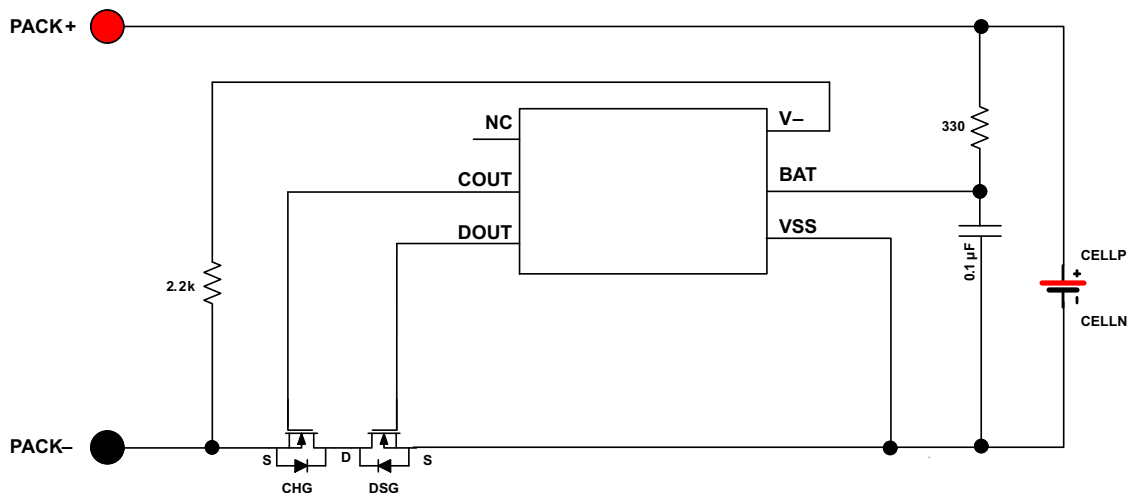 PACK+
NC
V–
330
COUT
BAT
DOUT
VSS
0.1 µF
CELLP
+
2.2k
-
CELLN
PACK–
S
D
S
CHG
DSG